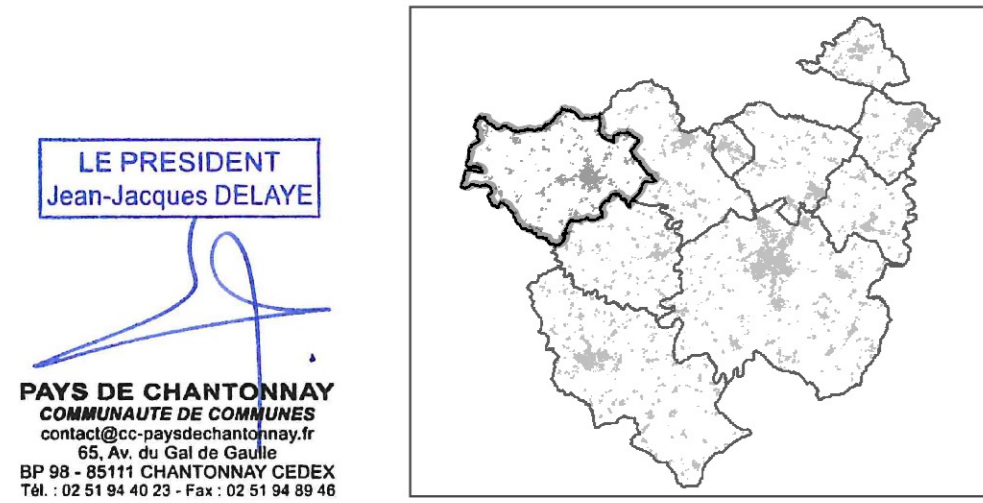 LE PRESIDENT
Jean-Jacques DELAYE
PAYS DE CHANTONNAY
COMMUNAUTE DE COMMUNES
contact@cc-paysdechantonnay.fr
65, Av. du Gal de Gaulle
BP 98 - 85111 CHANTONNAY CEDEX
Tél. : 02 51 94 40 23 - Fax : 02 51 94 89 46